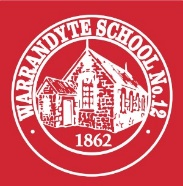 WARRANDYTE SCHOOL No. 12
· 1862 ·